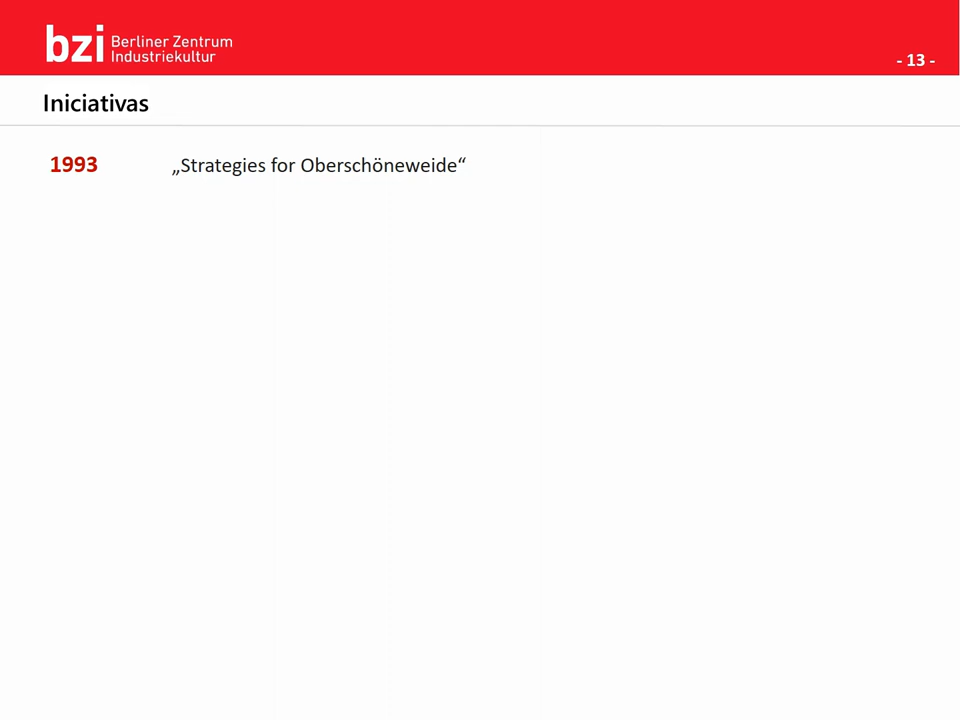 bzi Berliner Zentrum
Industriekultur
- 13 -
Iniciativas
1993 „Strategies for Oberschöneweide“